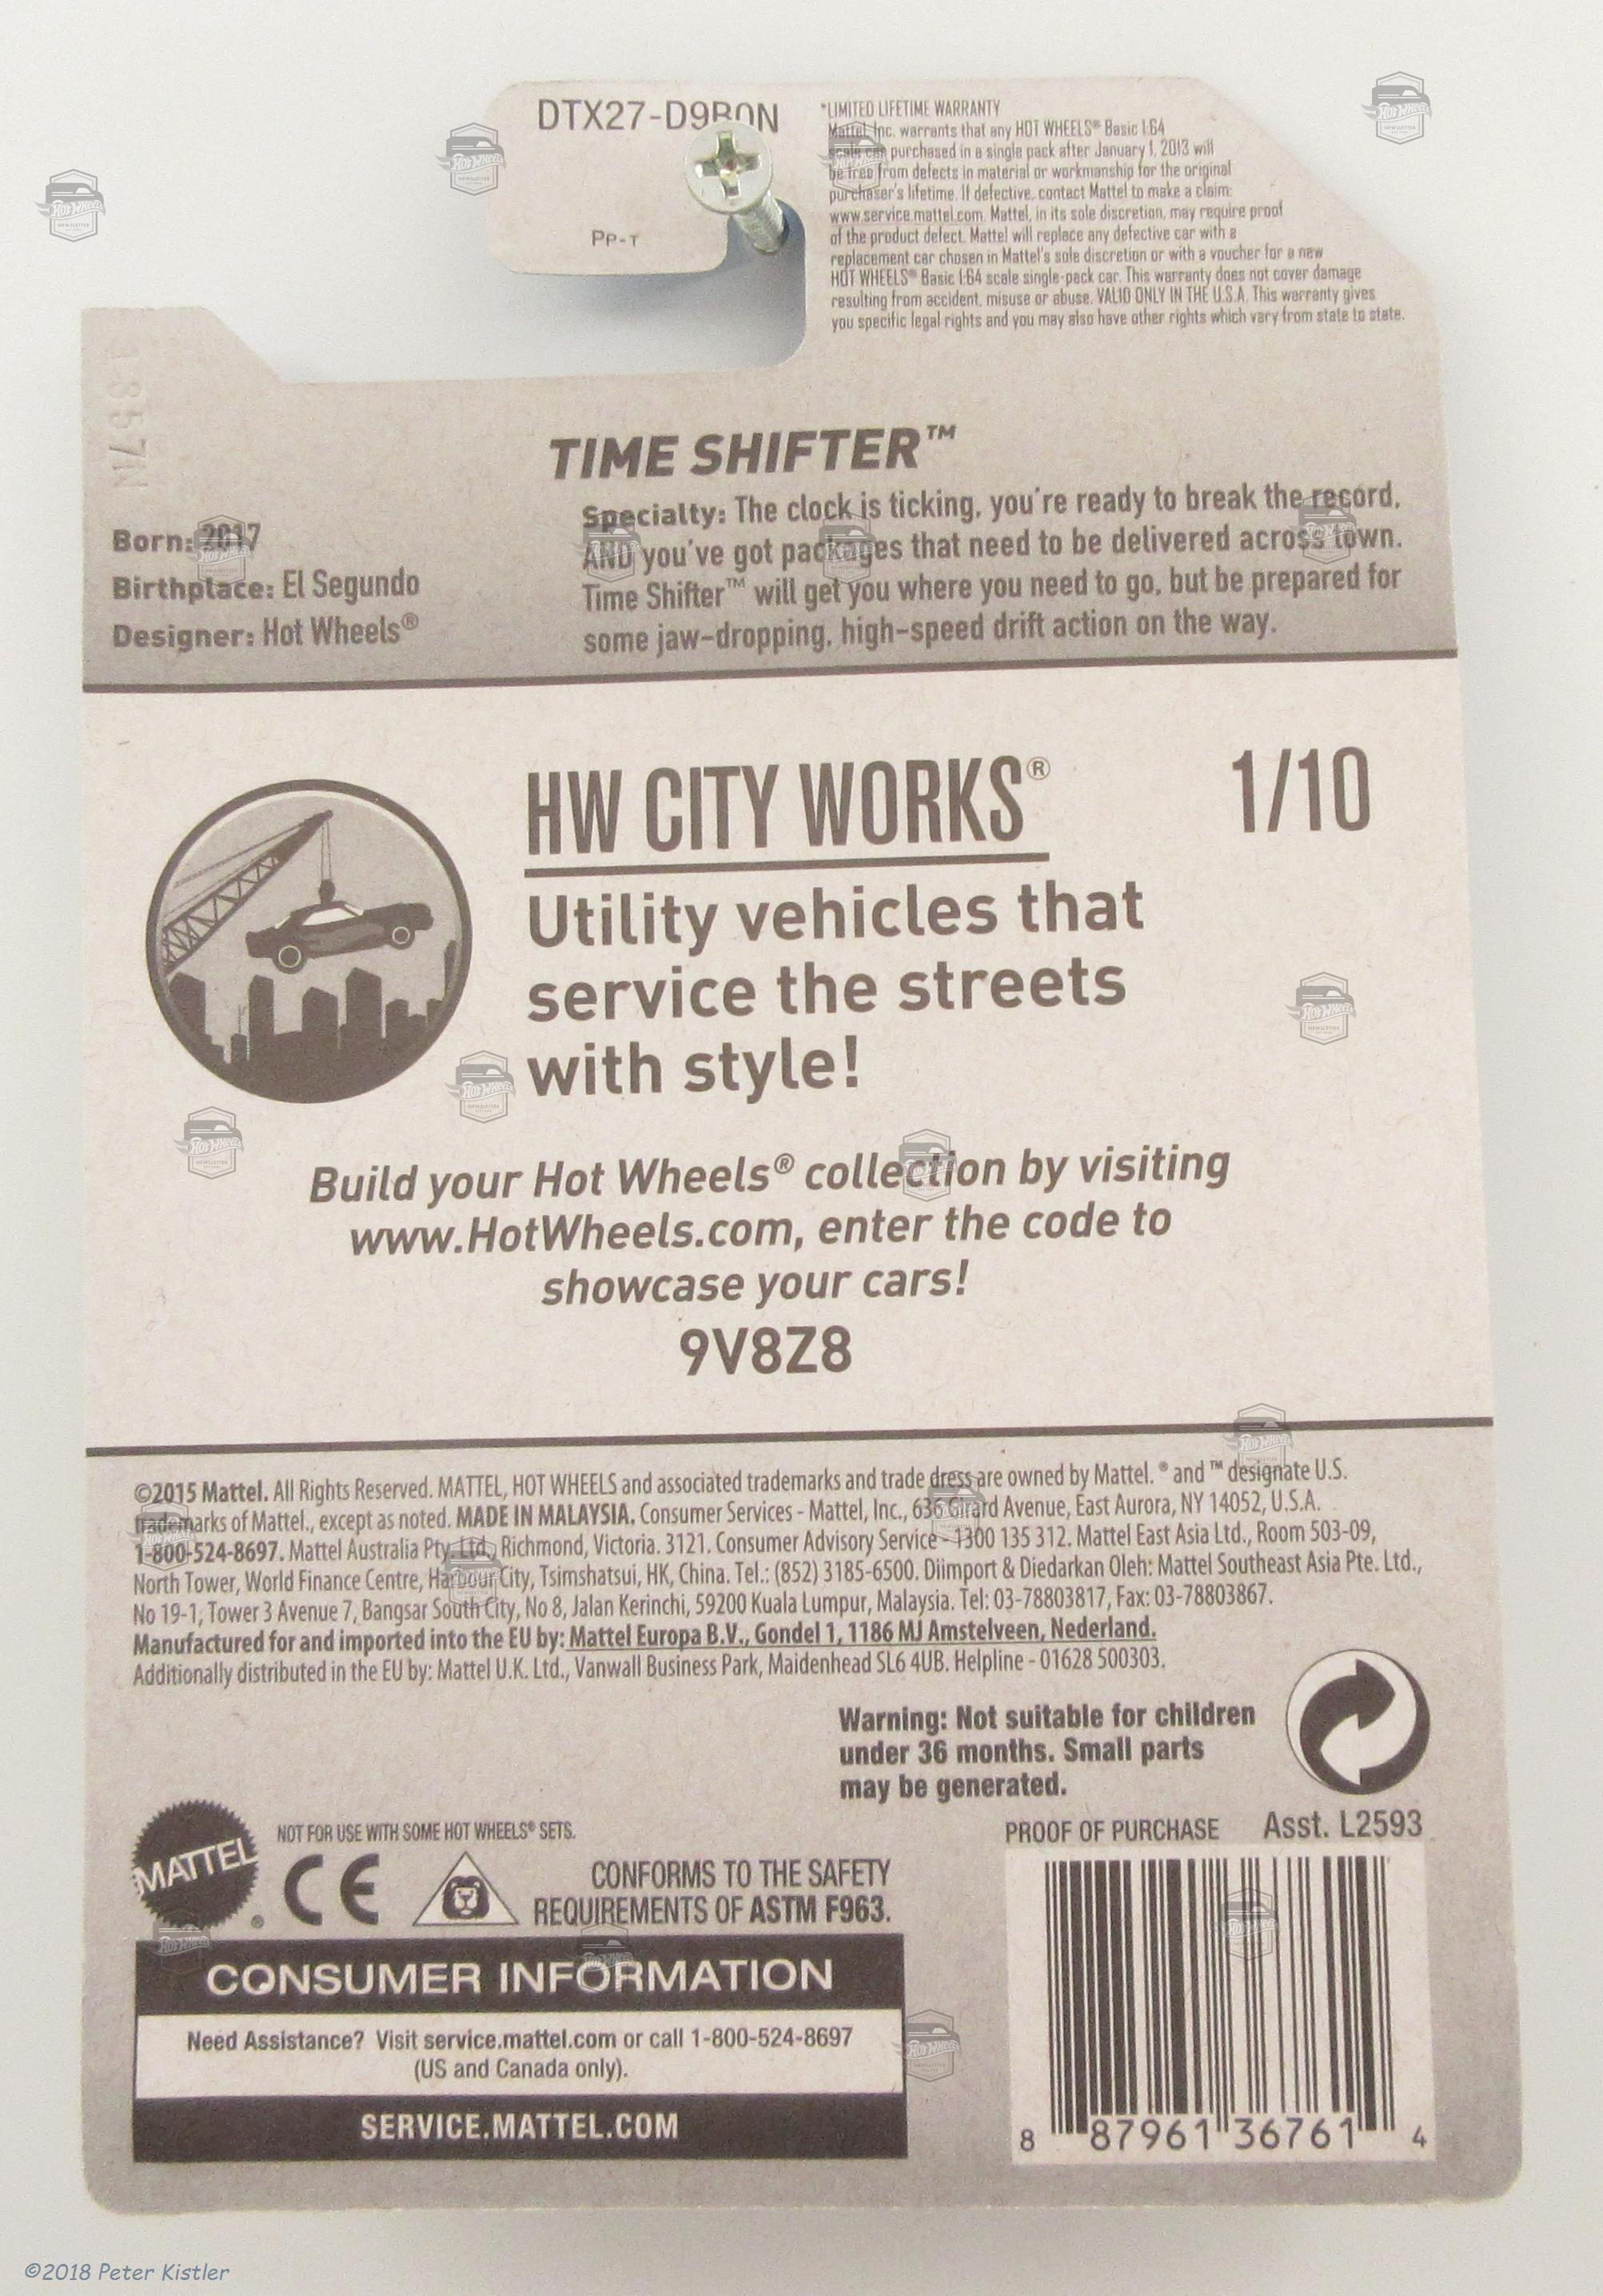 DTX27-D9B0N
Pp-T
*LIMITED LIFETIME WARRANTY
Mattel, Inc. warrants that any HOT WHEELS® Basic 1:64
scale car purchased in a single pack after January 1, 2013 will
be free from defects in material or workmanship for the original
purchaser's lifetime. If defective, contact Mattel to make a claim:
www.service.mattel.com. Mattel, in its sole discretion, may require proof
of the product defect. Mattel will replace any defective car with a
replacement car chosen in Mattel's sole discretion or with a voucher for a new
HOT WHEELS® Basic 1:64 scale single-pack car. This warranty does not cover damage
resulting from accident, misuse or abuse. VALID ONLY IN THE U.S.A. This warranty gives
you specific legal rights and you may also have other rights which vary from state to state.
TIME SHIFTER™
Born: 2017
Birthplace: El Segundo
Designer: Hot Wheels®
Specialty: The clock is ticking, you're ready to break the record,
AND you've got packages that need to be delivered across town.
Time Shifter™ will get you where you need to go, but be prepared for
some jaw-dropping, high-speed drift action on the way.
HW CITY WORKS®
1/10
Utility vehicles that
service the streets
with style!
Build your Hot Wheels® collection by visiting
www.HotWheels.com, enter the code to
showcase your cars!
9V8Z8
©2015 Mattel. All Rights Reserved. MATTEL, HOT WHEELS and associated trademarks and trade dress are owned by Mattel. ® and ™ designate U.S.
trademarks of Mattel., except as noted. MADE IN MALAYSIA. Consumer Services - Mattel, Inc., 636 Girard Avenue, East Aurora, NY 14052, U.S.A.
1-800-524-8697. Mattel Australia Pty. Ltd., Richmond, Victoria. 3121. Consumer Advisory Service - 1300 135 312. Mattel East Asia Ltd., Room 503-09,
North Tower, World Finance Centre, Harbour City, Tsimshatsui, HK, China. Tel.: (852) 3185-6500. Diimport & Diedarkan Oleh: Mattel Southeast Asia Pte. Ltd.,
No 19-1, Tower 3 Avenue 7, Bangsar South City, No 8, Jalan Kerinchi, 59200 Kuala Lumpur, Malaysia. Tel: 03-78803817, Fax: 03-78803867.
Manufactured for and imported into the EU by: Mattel Europa B.V., Gondel 1, 1186 MJ Amstelveen, Nederland.
Additionally distributed in the EU by: Mattel U.K. Ltd., Vanwall Business Park, Maidenhead SL6 4UB. Helpline - 01628 500303.
Warning: Not suitable for children
under 36 months. Small parts
may be generated.
MATTEL®
NOT FOR USE WITH SOME HOT WHEELS® SETS.
CE
CONFORMS TO THE SAFETY
REQUIREMENTS OF ASTM F963.
PROOF OF PURCHASE Asst. L2593
CONSUMER INFORMATION
Need Assistance? Visit service.mattel.com or call 1-800-524-8697
(US and Canada only).
SERVICE.MATTEL.COM
8 87961 36761 4
©2018 Peter Kistler